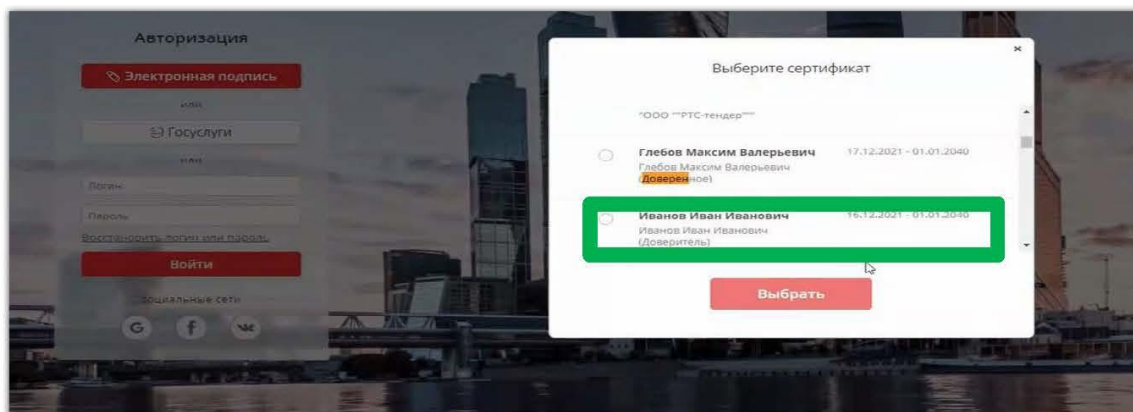 Авторизация
Электронная подпись
или
Госуслуги
или
Логин
Пароль
Восстановить логин или пароль
Войти
Социальные сети
G f
×
Выберите сертификат
"ООО ""РТС-тендер"""
Глебов Максим Валерьевич 17.12.2021 - 01.01.2040
Глебов Максим Валерьевич
(Доверенное)
Иванов Иван Иванович 16.12.2021 - 01.01.2040
Иванов Иван Иванович
(Доверитель)
Выбрать